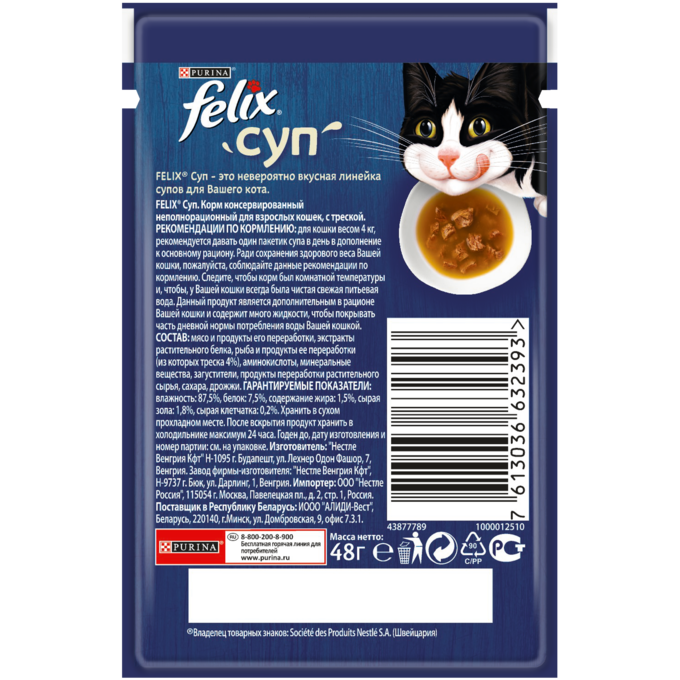 PURINA
felix®
суп
FELIX® Суп – это невероятно вкусная линейка
супов для Вашего кота.
FELIX® Суп. Корм консервированный
неполнорационный для взрослых кошек, с треской.
РЕКОМЕНДАЦИИ ПО КОРМЛЕНИЮ: для кошки весом 4 кг,
рекомендуется давать один пакетик супа в день в дополнение
к основному рациону. Ради сохранения здорового веса Вашей
кошки, пожалуйста, соблюдайте данные рекомендации по
кормлению. Следите, чтобы корм был комнатной температуры
и, чтобы, у Вашей кошки всегда была чистая свежая питьевая
вода. Данный продукт является дополнительным в рационе
Вашей кошки и содержит много жидкости, чтобы покрывать
часть дневной нормы потребления воды Вашей кошкой.
СОСТАВ: мясо и продукты его переработки, экстракты
растительного белка, рыба и продукты ее переработки
(из которых треска 4%), аминокислоты, минеральные
вещества, загустители, продукты переработки растительного
сырья, сахара, дрожжи. ГАРАНТИРУЕМЫЕ ПОКАЗАТЕЛИ:
влажность: 87,5%, белок: 7,5%, содержание жира: 1,5%, сырая
зола: 1,8%, сырая клетчатка: 0,2%. Хранить в сухом
прохладном месте. После вскрытия продукт хранить в
холодильнике максимум 24 часа. Годен до, дату изготовления и
номер партии: см. на упаковке. Изготовитель: "Нестле
Венгрия Кфт" H-1095 г. Будапешт, ул. Лехнер Одон Фашор, 7,
Венгрия. Завод фирмы-изготовителя: "Нестле Венгрия Кфт",
H-9737 г. Бюк, ул. Дарлинг, 1, Венгрия. Импортер: ООО "Нестле
Россия", 115054 г. Москва, Павелецкая пл., д. 2, стр. 1, Россия.
Поставщик в Республику Беларусь: ИООО "АЛИДИ-Вест",
Беларусь, 220140, г.Минск, ул. Домбровская, 9, офис 7.3.1.
7 613036 632393 >
43877789
1000012510
PURINA
RU 8-800-200-8-900
Бесплатная горячая линия для
потребителей
www.purina.ru
Масса нетто:
48г e
90
C/PP
®Владелец товарных знаков: Société des Produits Nestlé S.A. (Швейцария)